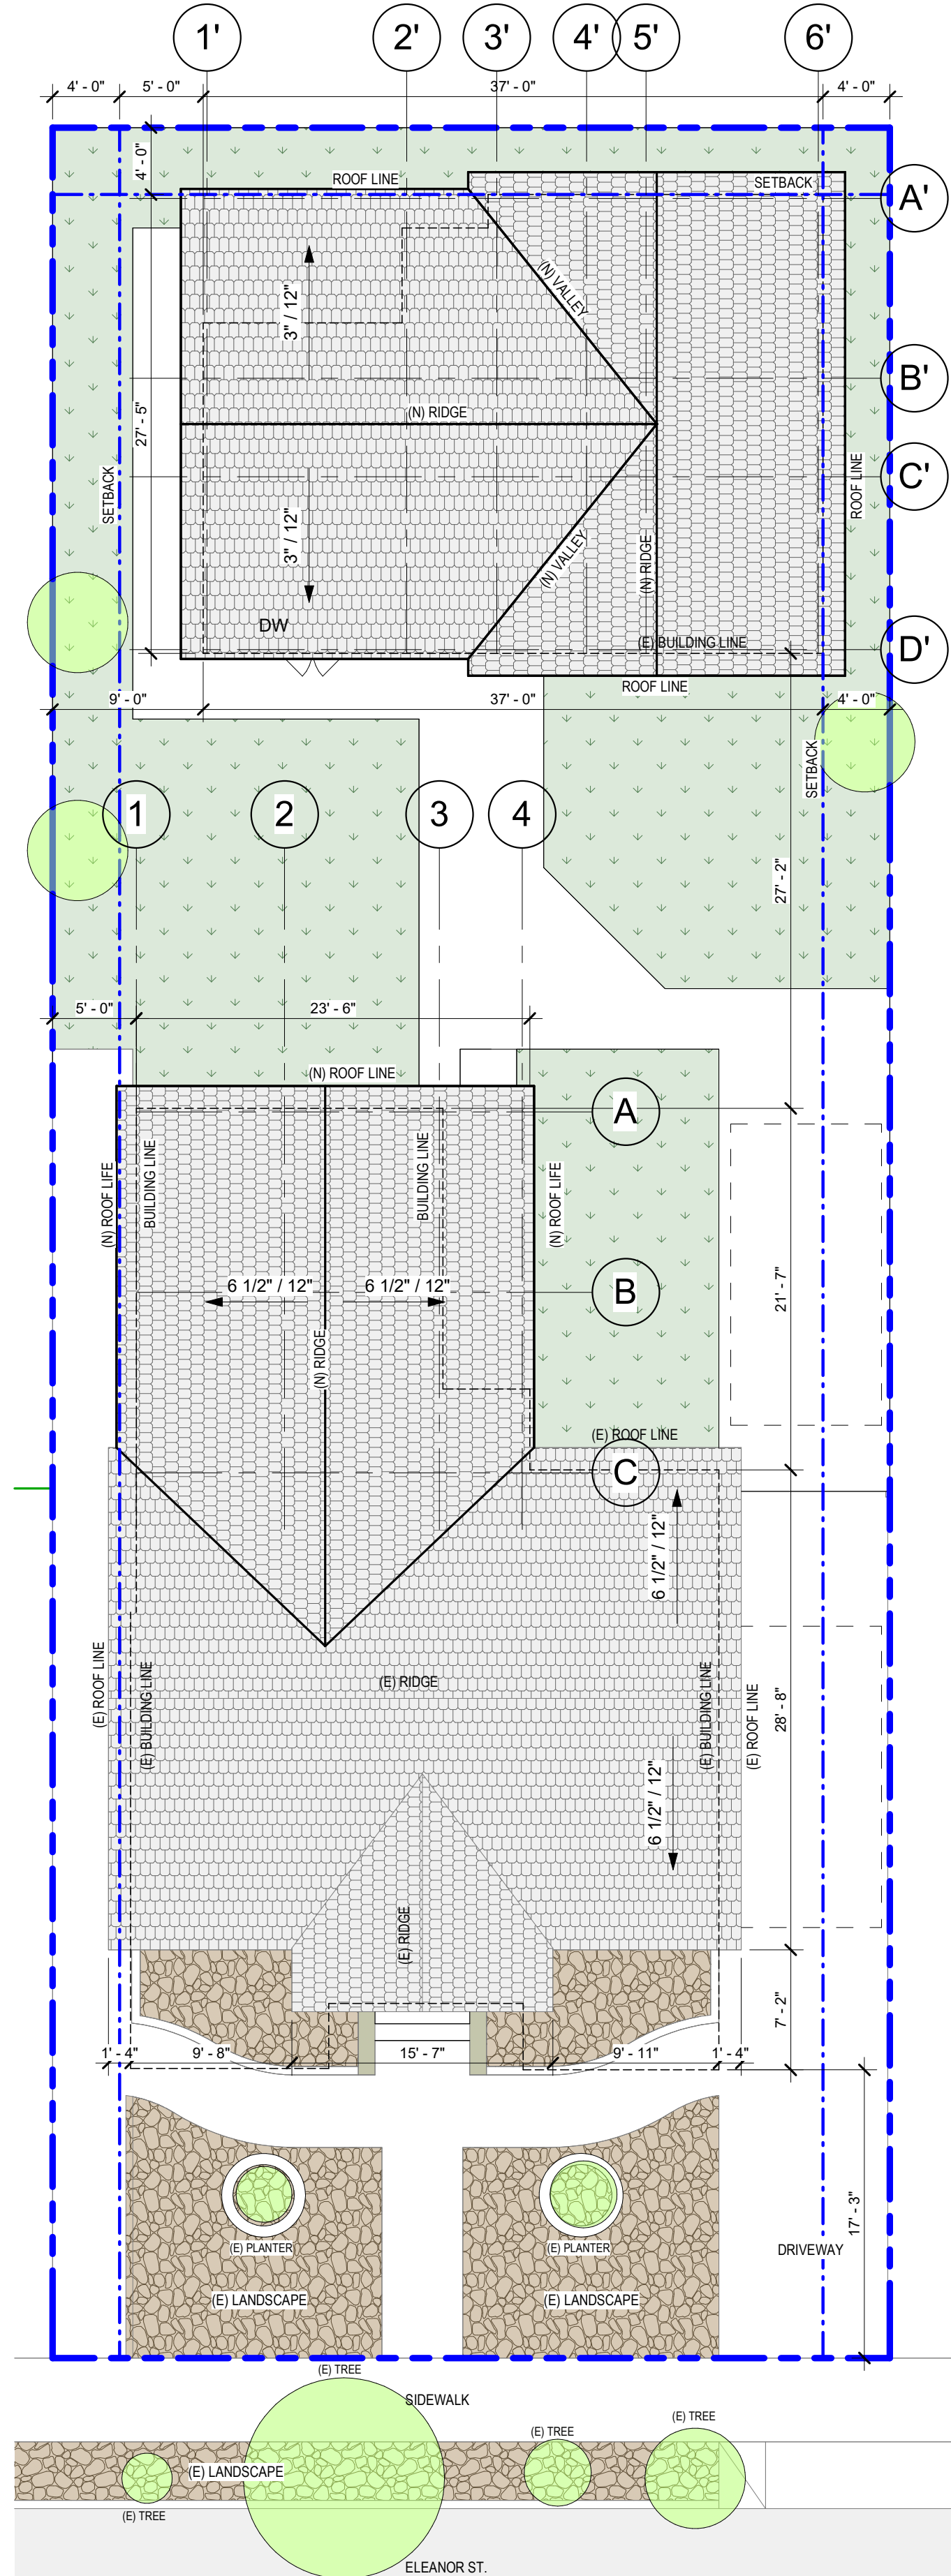 1'
2'
3'
4'
5'
6'
4' - 0"
5' - 0"
37' - 0"
4' - 0"
4' - 0"
ROOF LINE
SETBACK
A'
(N) VALLEY
3" / 12"
B'
(N) RIDGE
27' - 5"
C'
SETBACK
ROOF LINE
3" / 12"
(N) VALLEY
(N) RIDGE
DW
(E) BUILDING LINE
D'
ROOF LINE
9' - 0"
37' - 0"
4' - 0"
SETBACK
1
2
3
4
27' - 2"
5' - 0"
23' - 6"
(N) ROOF LINE
A
(N) ROOF LIFE
BUILDING LINE
BUILDING LINE
(N) ROOF LIFE
6 1/2" / 12"
6 1/2" / 12"
B
21' - 7"
(N) RIDGE
(E) ROOF LINE
C
6 1/2" / 12"
(E) RIDGE
(E) ROOF LINE
(E) BUILDING LINE
(E) BUILDING LINE
(E) ROOF LINE
28' - 8"
6 1/2" / 12"
(E) RIDGE
7' - 2"
1' - 4"
9' - 8"
15' - 7"
9' - 11"
1' - 4"
17' - 3"
(E) PLANTER
(E) PLANTER
DRIVEWAY
(E) LANDSCAPE
(E) LANDSCAPE
(E) TREE
SIDEWALK
(E) TREE
(E) TREE
(E) LANDSCAPE
(E) TREE
ELEANOR ST.